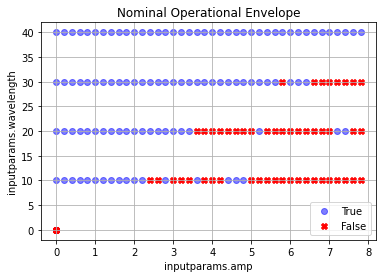 Nominal Operational Envelope
40
35
30
25
20
15
10
5
0
inputparams.wavelength
0 1 2 3 4 5 6 7 8
inputparams.amp
True
False